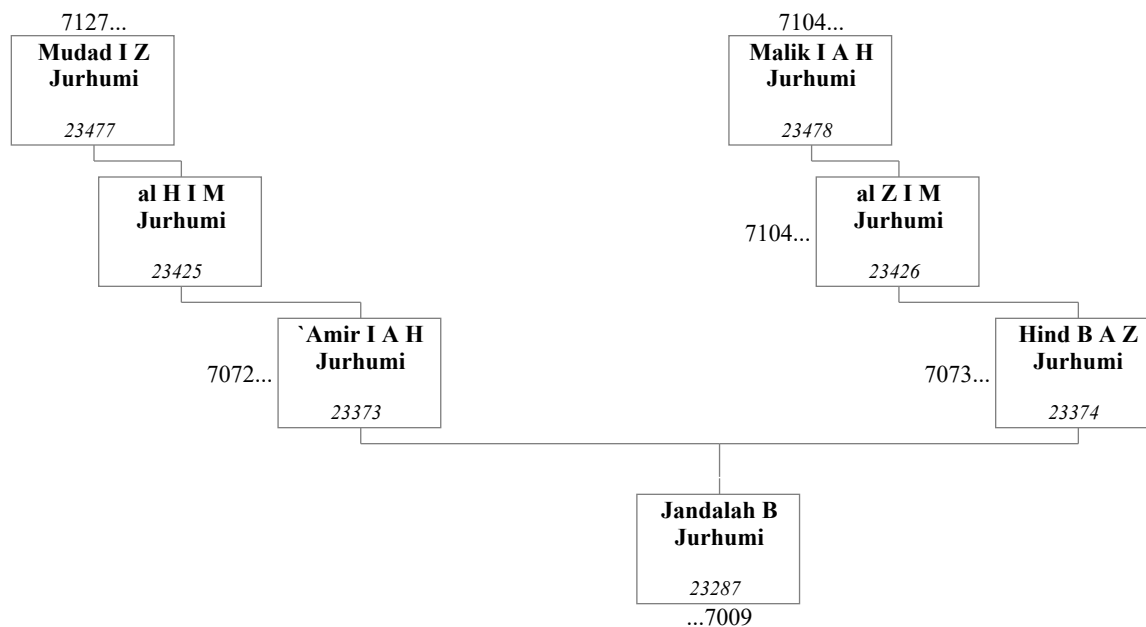 7127...
Mudad I Z
Jurhumi
23477
7104...
Malik I A H
Jurhumi
23478
al H I M
Jurhumi
23425
7104...
al Z I M
Jurhumi
23426
7072...
`Amir I A H
Jurhumi
23373
7073...
Hind B A Z
Jurhumi
23374
Jandalah B
Jurhumi
23287
...7009